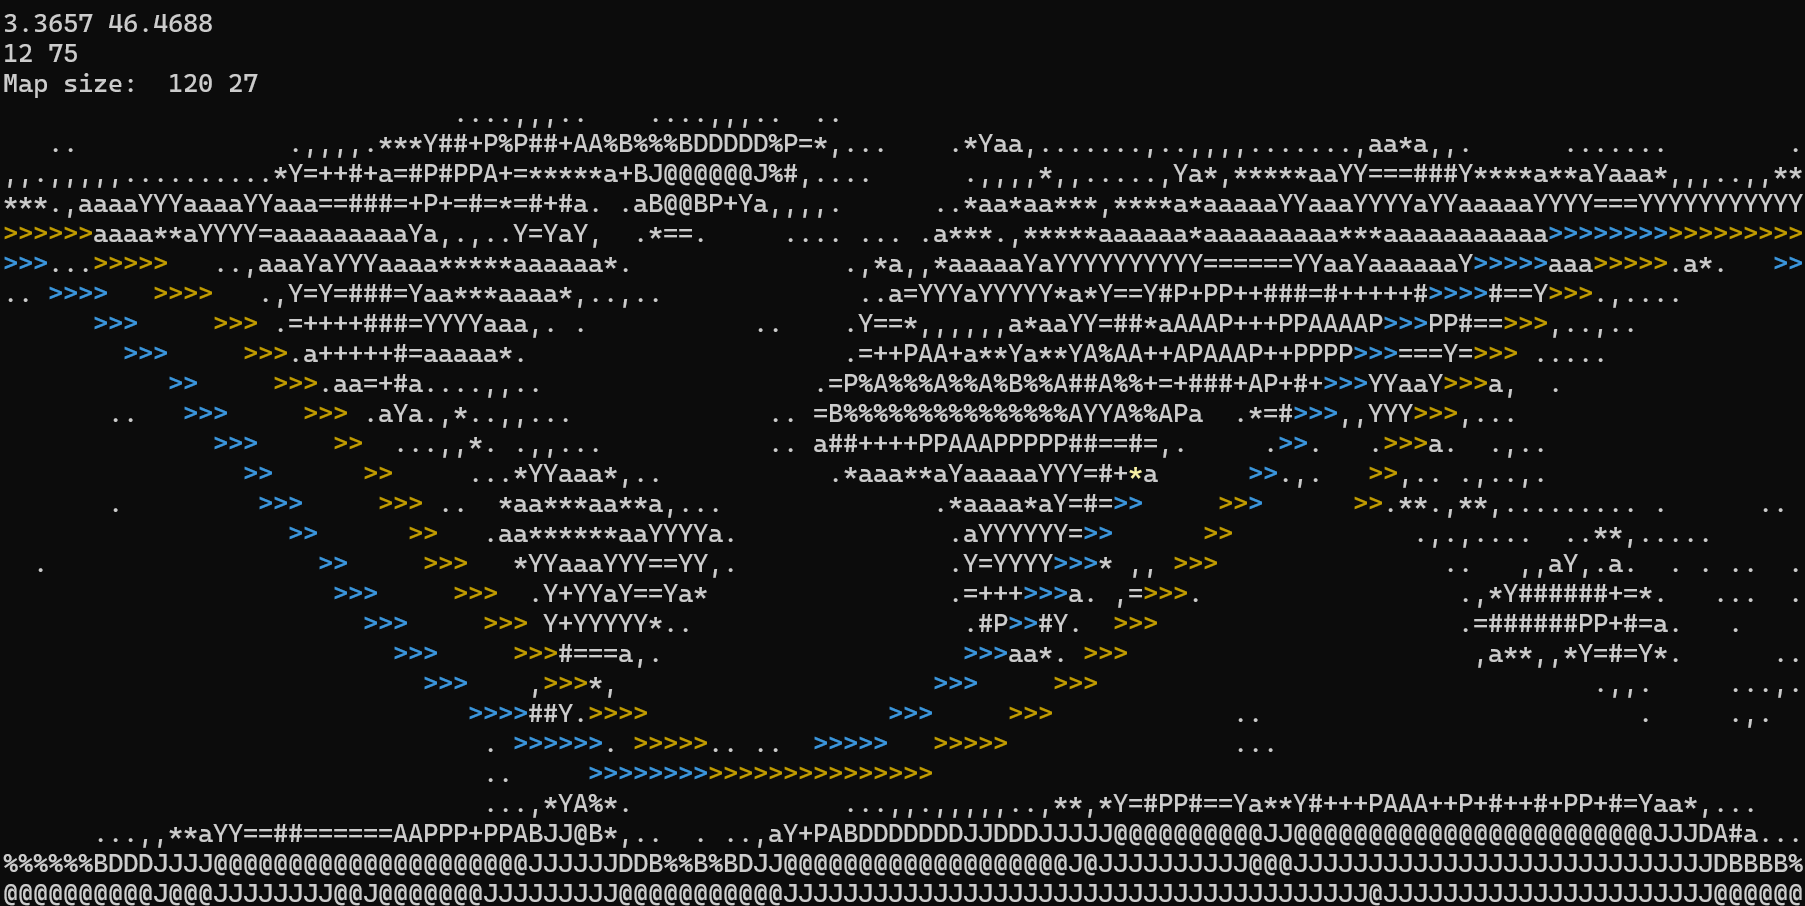 3.3657 46.4688
12 75
Map size:  120 27
                              ....,,,..    ....,,,..  ..
   ..              .,,,,.***Y##+P%P##+AA%B%%%BDDDDD%P=*,...    .*Yaa,.......,..,,,,.......,aa*a,,.      .......        .
,,.,,,,,..........*Y=++#+a=#P#PPA+=*****a+BJ@@@@@@J%#,....      .,,,,*,,.....,Ya*,*****aaYY===###Y****a**aYaaa*,,,..,,**
***.,aaaaYYYaaaaYYaaa==###=+P+=#=*=#+#a. .aB@@BP+Ya,,,,.      ..*aa*aa***,****a*aaaaaYYaaaYYYYaYYaaaaaYYYY===YYYYYYYYYYY
>>>>>>aaaa**aYYYY=aaaaaaaaaYa,.,..Y=YaY,  .*==.     .... ... .a***.,*****aaaaaa*aaaaaaaaa***aaaaaaaaaaa>>>>>>>>>>>>>>>>>
>>>...>>>>>   ..,aaaYaYYYaaaa*****aaaaaa*.              .,*a,,*aaaaaYaYYYYYYYYYY======YYaaYaaaaaaY>>>>>aaa>>>>>.a*.   >>
.. >>>>   >>>>   .,Y=Y=###=Yaa***aaaa*,..,..             ..a=YYYaYYYYY*a*Y==Y#P+PP++###=#+++++#>>>>#==Y>>>.,....
      >>>     >>> .=++++###=YYYYaaa,. .           ..    .Y==*,,,,,,a*aaYY=##*aAAAP+++PPAAAAP>>>PP#==>>>,..,..
        >>>     >>>.a+++++#=aaaaa*.                     .=++PAA+a**Ya**YA%AA++APAAAP++PPPP>>>===Y=>>> .....
           >>     >>>.aa=+#a....,,..                  .=P%A%%%A%%A%B%%A##A%%+=+###+AP+#+>>>YYaaY>>>a,  .
       ..   >>>     >>> .aYa.,*..,,...             .. =B%%%%%%%%%%%%%%%AYYA%%APa  .*=#>>>,,YYY>>>,...
              >>>     >>  ...,,*. .,,...           .. a##++++PPAAAPPPPP##==#=,.     .>>.   .>>>a.  .,..
                >>      >>     ...*YYaaa*,..           .*aaa**aYaaaaaYYY=#+*a      >>.,.   >>,.. .,..,.
       .         >>>     >>> ..  *aa***aa**a,...              .*aaaa*aY=#=>>     >>>      >>.**.,**,......... .      ..
                   >>      >>   .aa******aaYYYYa.              .aYYYYYY=>>      >>            .,.,....  ..**,.....
  .                  >>     >>>   *YYaaaYYY==YY,.              .Y=YYYY>>>* ,, >>>               ..   ,,aY,.a.  . . ..  .
                      >>>     >>>  .Y+YYaY==Ya*                .=+++>>>a. ,=>>>.                 .,*Y######+=*.   ...  .
                        >>>     >>> Y+YYYYY*..                  .#P>>#Y.  >>>                    .=######PP+#=a.   .
                          >>>     >>>#===a,.                    >>>aa*. >>>                       ,a**,,*Y=#=Y*.      ..
                            >>>    ,>>>*,                     >>>     >>>                                 .,,.     ...,.
                               >>>>##Y.>>>>                >>>     >>>            ..                         .     .,.
                                . >>>>>>. >>>>>.. ..  >>>>>   >>>>>               ...
                                ..     >>>>>>>>>>>>>>>>>>>>>>>
                                ...,*YA%*.              ...,.,,,,,..,**,*Y=#PP#==Ya**Y#+++PAAA++P+#++#+PP+#=Yaa*,...
      ...,,**aYY==##======AAPPP+PPABJJ@B*,..  . ..,aY+PABDDDDDDDJJDDDJJJJJ@@@@@@@@@@JJ@@@@@@@@@@@@@@@@@@@@@@@@JJJDA#a...
%%%%%%BDDDJJJJ@@@@@@@@@@@@@@@@@@@@@JJJJJJDDB%%B%BDJJ@@@@@@@@@@@@@@@@@@@J@JJJJJJJJJJ@@@JJJJJJJJJJJJJJJJJJJJJJJJJJJJDBBBB%
@@@@@@@@@@J@@@JJJJJJJJ@@J@@@@@@@JJJJJJJJJ@@@@@@@@@@@JJJJJJJJJJJJJJJJJJJJJJJJJJJJJJJJJJJJJJJ@JJJJJJJJJJJJJJJJJJJJJJ@@@@@@